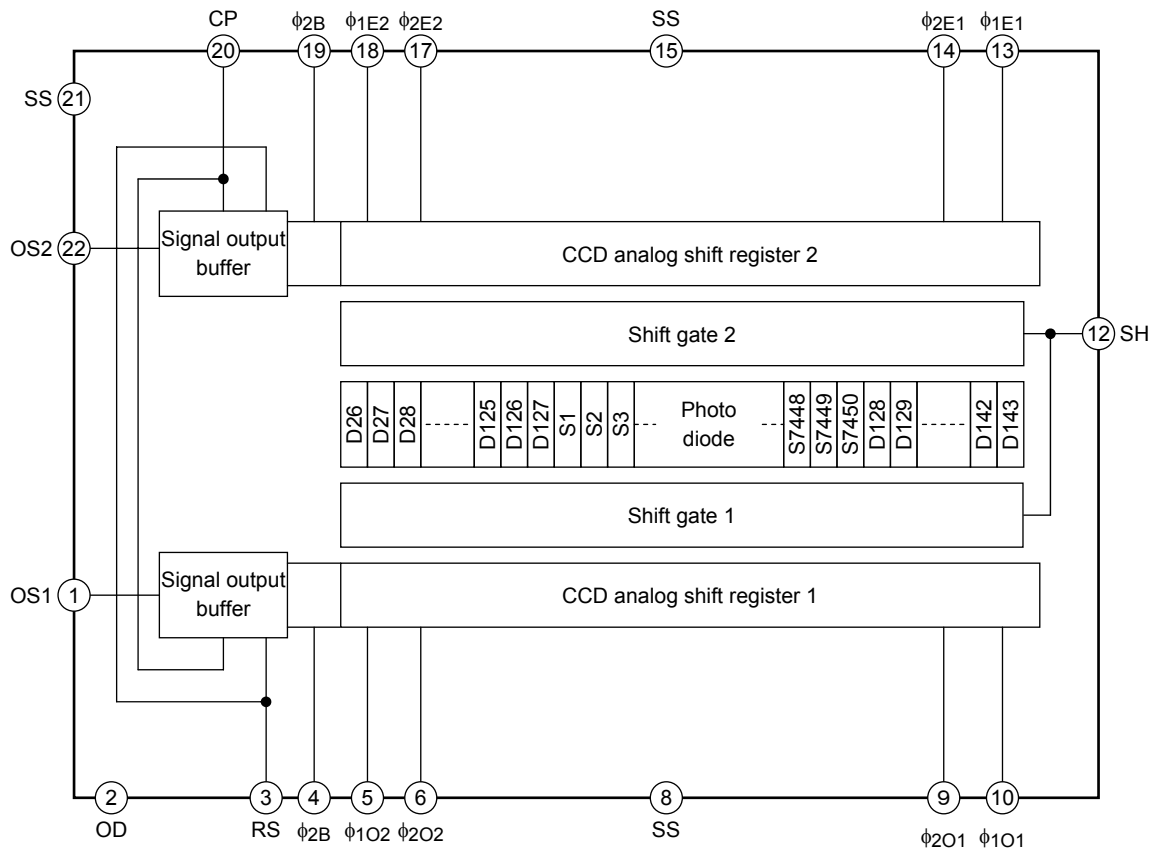 CP
ϕ2B
ϕ1E2
ϕ2E2
SS
ϕ2E1
ϕ1E1
20
19
18
17
15
14
13
SS 21
OS2 22
Signal output
buffer
CCD analog shift register 2
Shift gate 2
12 SH
D26
D27
D28
D125
D126
D127
S1
S2
S3
Photo
diode
S7448
S7449
S7450
D128
D129
D142
D143
Shift gate 1
OS1 1
Signal output
buffer
CCD analog shift register 1
2
3
4
5
6
8
9
10
OD
RS
ϕ2B
ϕ1O2
ϕ2O2
SS
ϕ2O1
ϕ1O1